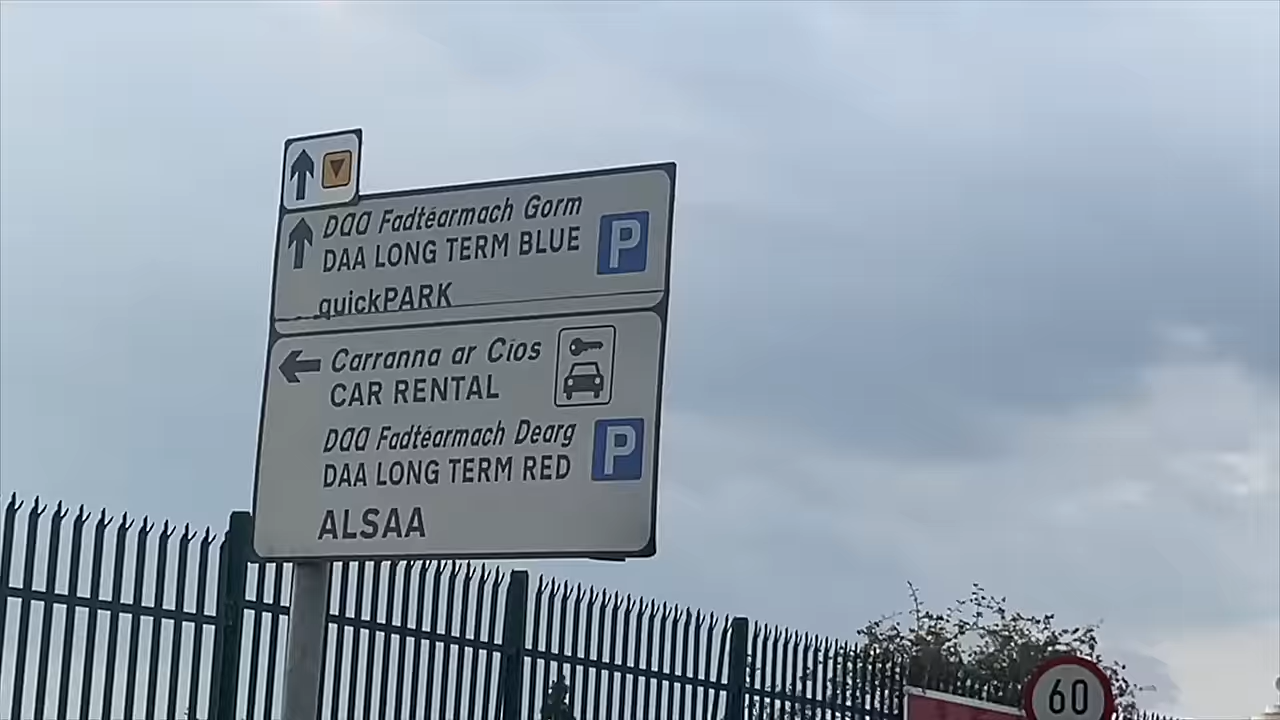 DAA Fadtéarmach Gorm
DAA LONG TERM BLUE
P
quickPARK
Carranna ar Cíos
CAR RENTAL
DAA Fadtéarmach Dearg
DAA LONG TERM RED
P
ALSAA
60